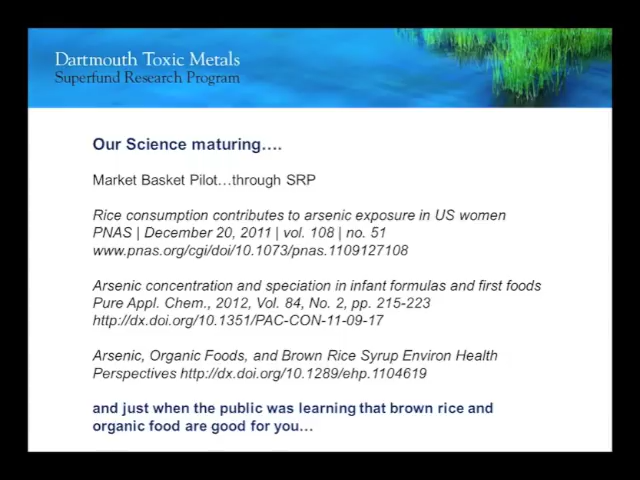 Dartmouth Toxic Metals
Superfund Research Program
Our Science maturing….
Market Basket Pilot…through SRP
Rice consumption contributes to arsenic exposure in US women
PNAS | December 20, 2011 | vol. 108 | no. 51
www.pnas.org/cgi/doi/10.1073/pnas.1109127108
Arsenic concentration and speciation in infant formulas and first foods
Pure Appl. Chem., 2012, Vol. 84, No. 2, pp. 215-223
http://dx.doi.org/10.1351/PAC-CON-11-09-17
Arsenic, Organic Foods, and Brown Rice Syrup Environ Health
Perspectives http://dx.doi.org/10.1289/ehp.1104619
and just when the public was learning that brown rice and
organic food are good for you…